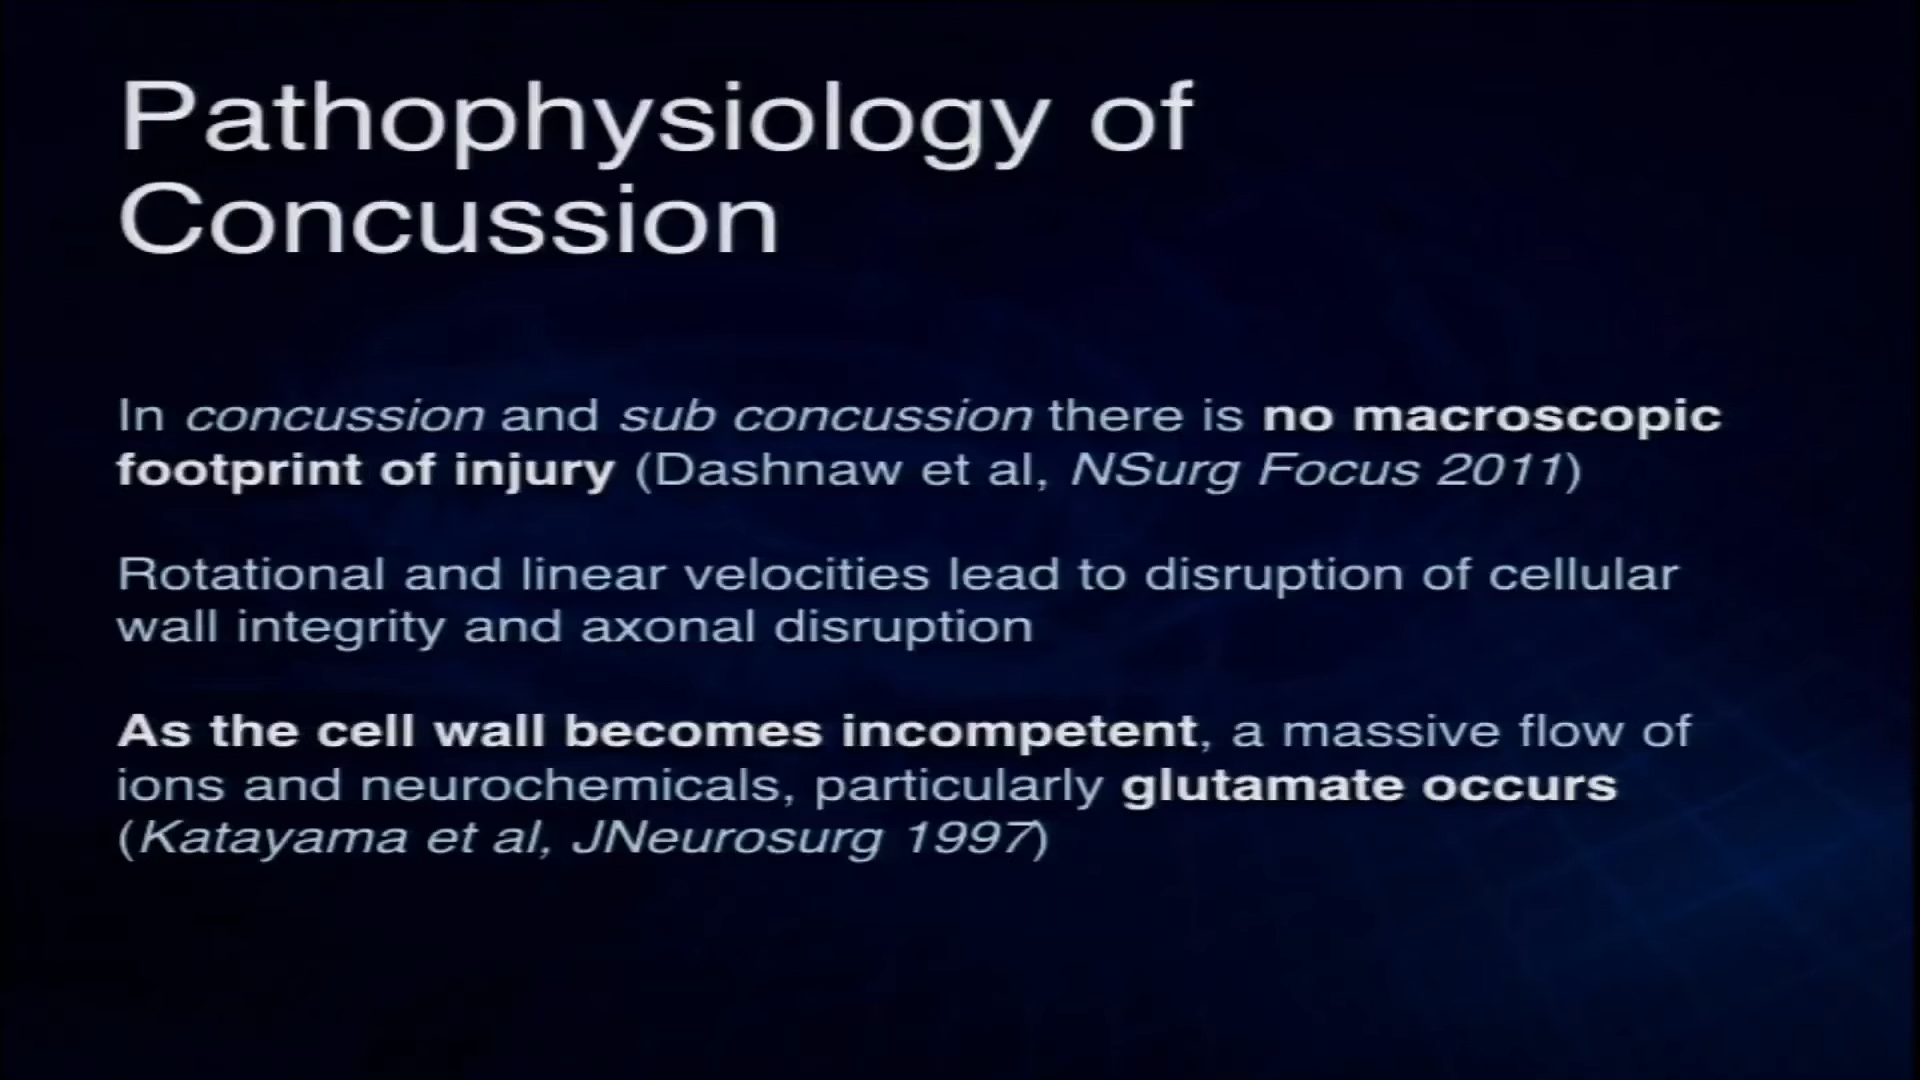 Pathophysiology of
Concussion
In concussion and sub concussion there is no macroscopic
footprint of injury (Dashnaw et al, NSurg Focus 2011)
Rotational and linear velocities lead to disruption of cellular
wall integrity and axonal disruption
As the cell wall becomes incompetent, a massive flow of
ions and neurochemicals, particularly glutamate occurs
(Katayama et al, JNeurosurg 1997)